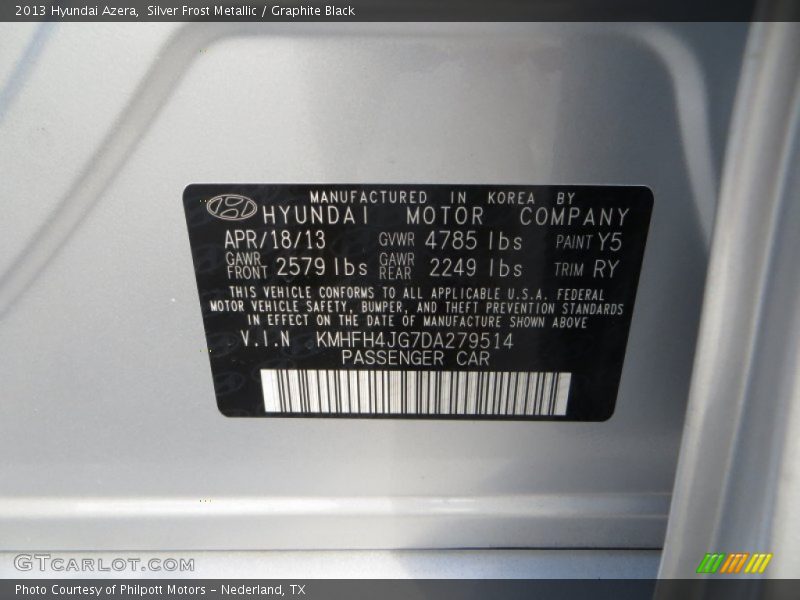 2013 Hyundai Azera, Silver Frost Metallic / Graphite Black
MANUFACTURED IN KOREA BY
HYUNDAI MOTOR COMPANY
APR/18/13 GVWR 4785 lbs PAINT Y5
GAWR FRONT 2579 lbs GAWR REAR 2249 lbs TRIM RY
THIS VEHICLE CONFORMS TO ALL APPLICABLE U.S.A. FEDERAL
MOTOR VEHICLE SAFETY, BUMPER, AND THEFT PREVENTION STANDARDS
IN EFFECT ON THE DATE OF MANUFACTURE SHOWN ABOVE
V.I.N KMHFH4JG7DA279514
PASSENGER CAR
GTCARLOT.COM
Photo Courtesy of Philpott Motors - Nederland, TX